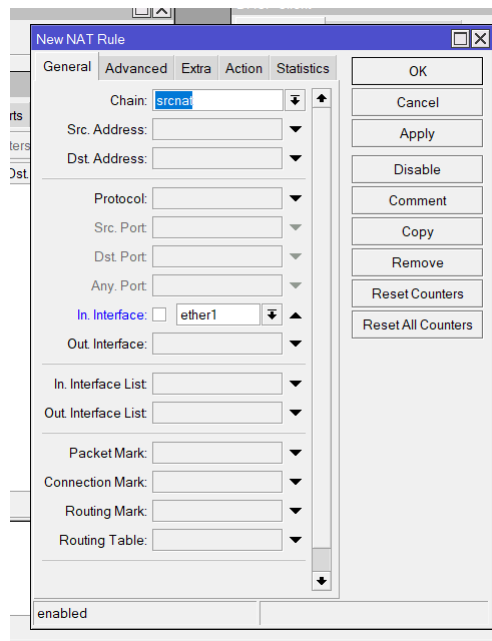 New NAT Rule
General Advanced Extra Action Statistics
OK
Chain: srcnat
Cancel
rts
Src. Address:
Apply
ters
Dst. Address:
Dst.
Disable
Protocol:
Comment
Src. Port:
Copy
Dst. Port:
Remove
Any. Port:
Reset Counters
In. Interface: ether1
Reset All Counters
Out. Interface:
In. Interface List:
Out. Interface List:
Packet Mark:
Connection Mark:
Routing Mark:
Routing Table:
enabled